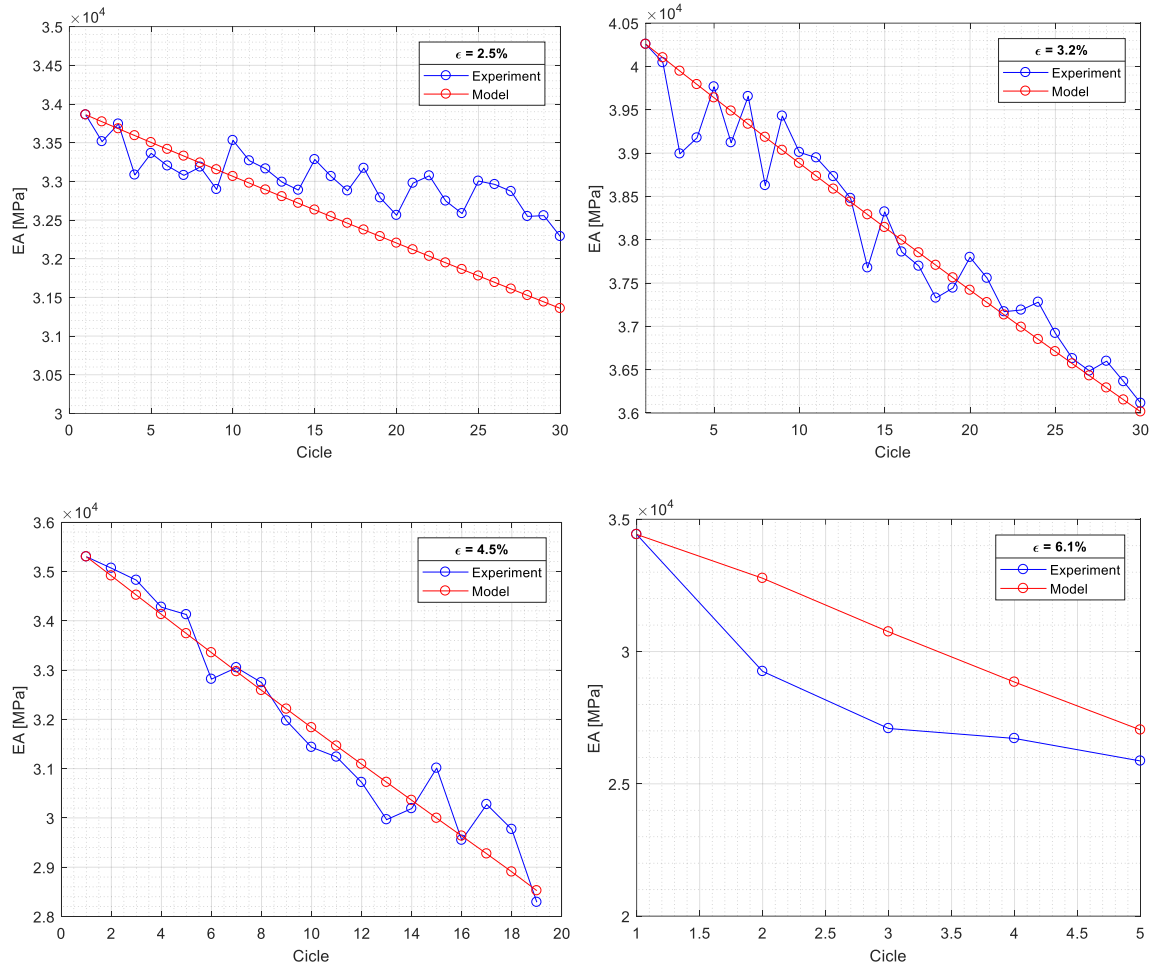 ×10⁴
3.5
3.45
3.4
3.35
3.3
3.25
3.2
3.15
3.1
3.05
3
0 5 10 15 20 25 30
Cicle
EA [MPa]
ϵ = 2.5%
Experiment
Model
×10⁴
4.05
4
3.95
3.9
3.85
3.8
3.75
3.7
3.65
3.6
5 10 15 20 25 30
Cicle
EA [MPa]
ϵ = 3.2%
Experiment
Model
×10⁴
3.6
3.5
3.4
3.3
3.2
3.1
3
2.9
2.8
0 2 4 6 8 10 12 14 16 18 20
Cicle
EA [MPa]
ϵ = 4.5%
Experiment
Model
×10⁴
3.5
3
2.5
2
1 1.5 2 2.5 3 3.5 4 4.5 5
Cicle
EA [MPa]
ϵ = 6.1%
Experiment
Model